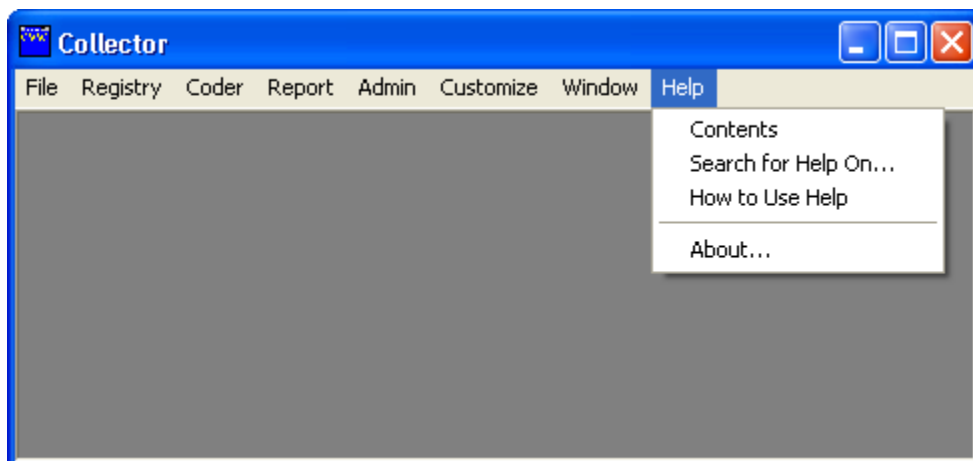 Collector
File Registry Coder Report Admin Customize Window Help
Contents
Search for Help On...
How to Use Help
About...